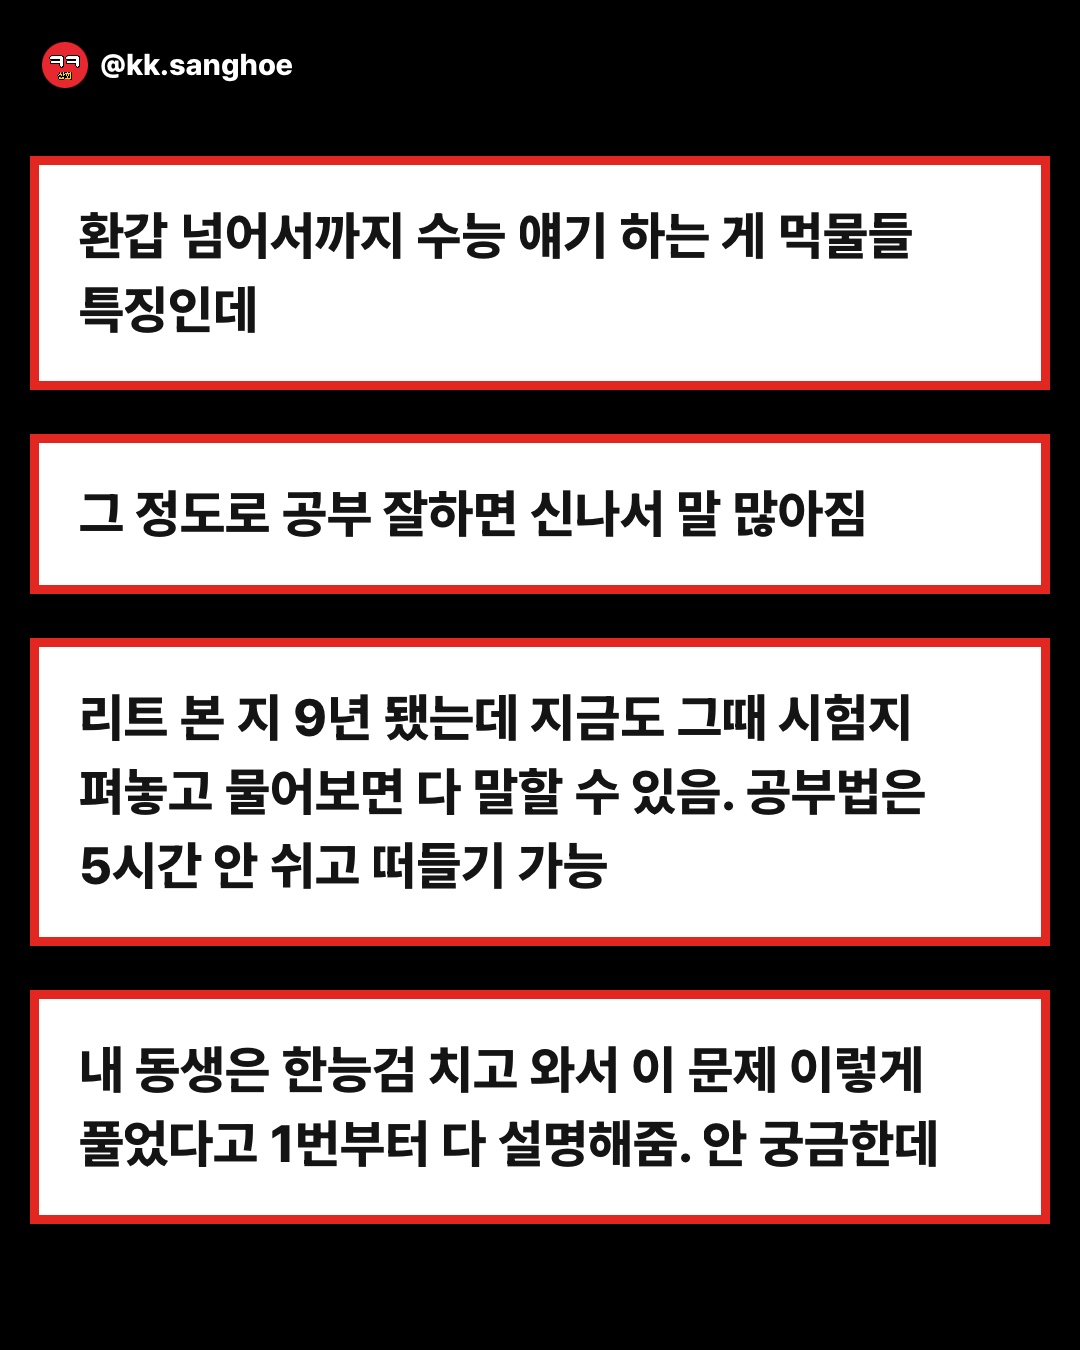 ㅋㅋ
상회
@kk.sanghoe
환갑 넘어서까지 수능 얘기 하는 게 먹물들
특징인데
그 정도로 공부 잘하면 신나서 말 많아짐
리트 본 지 9년 됐는데 지금도 그때 시험지
펴놓고 물어보면 다 말할 수 있음. 공부법은
5시간 안 쉬고 떠들기 가능
내 동생은 한능검 치고 와서 이 문제 이렇게
풀었다고 1번부터 다 설명해줌. 안 궁금한데